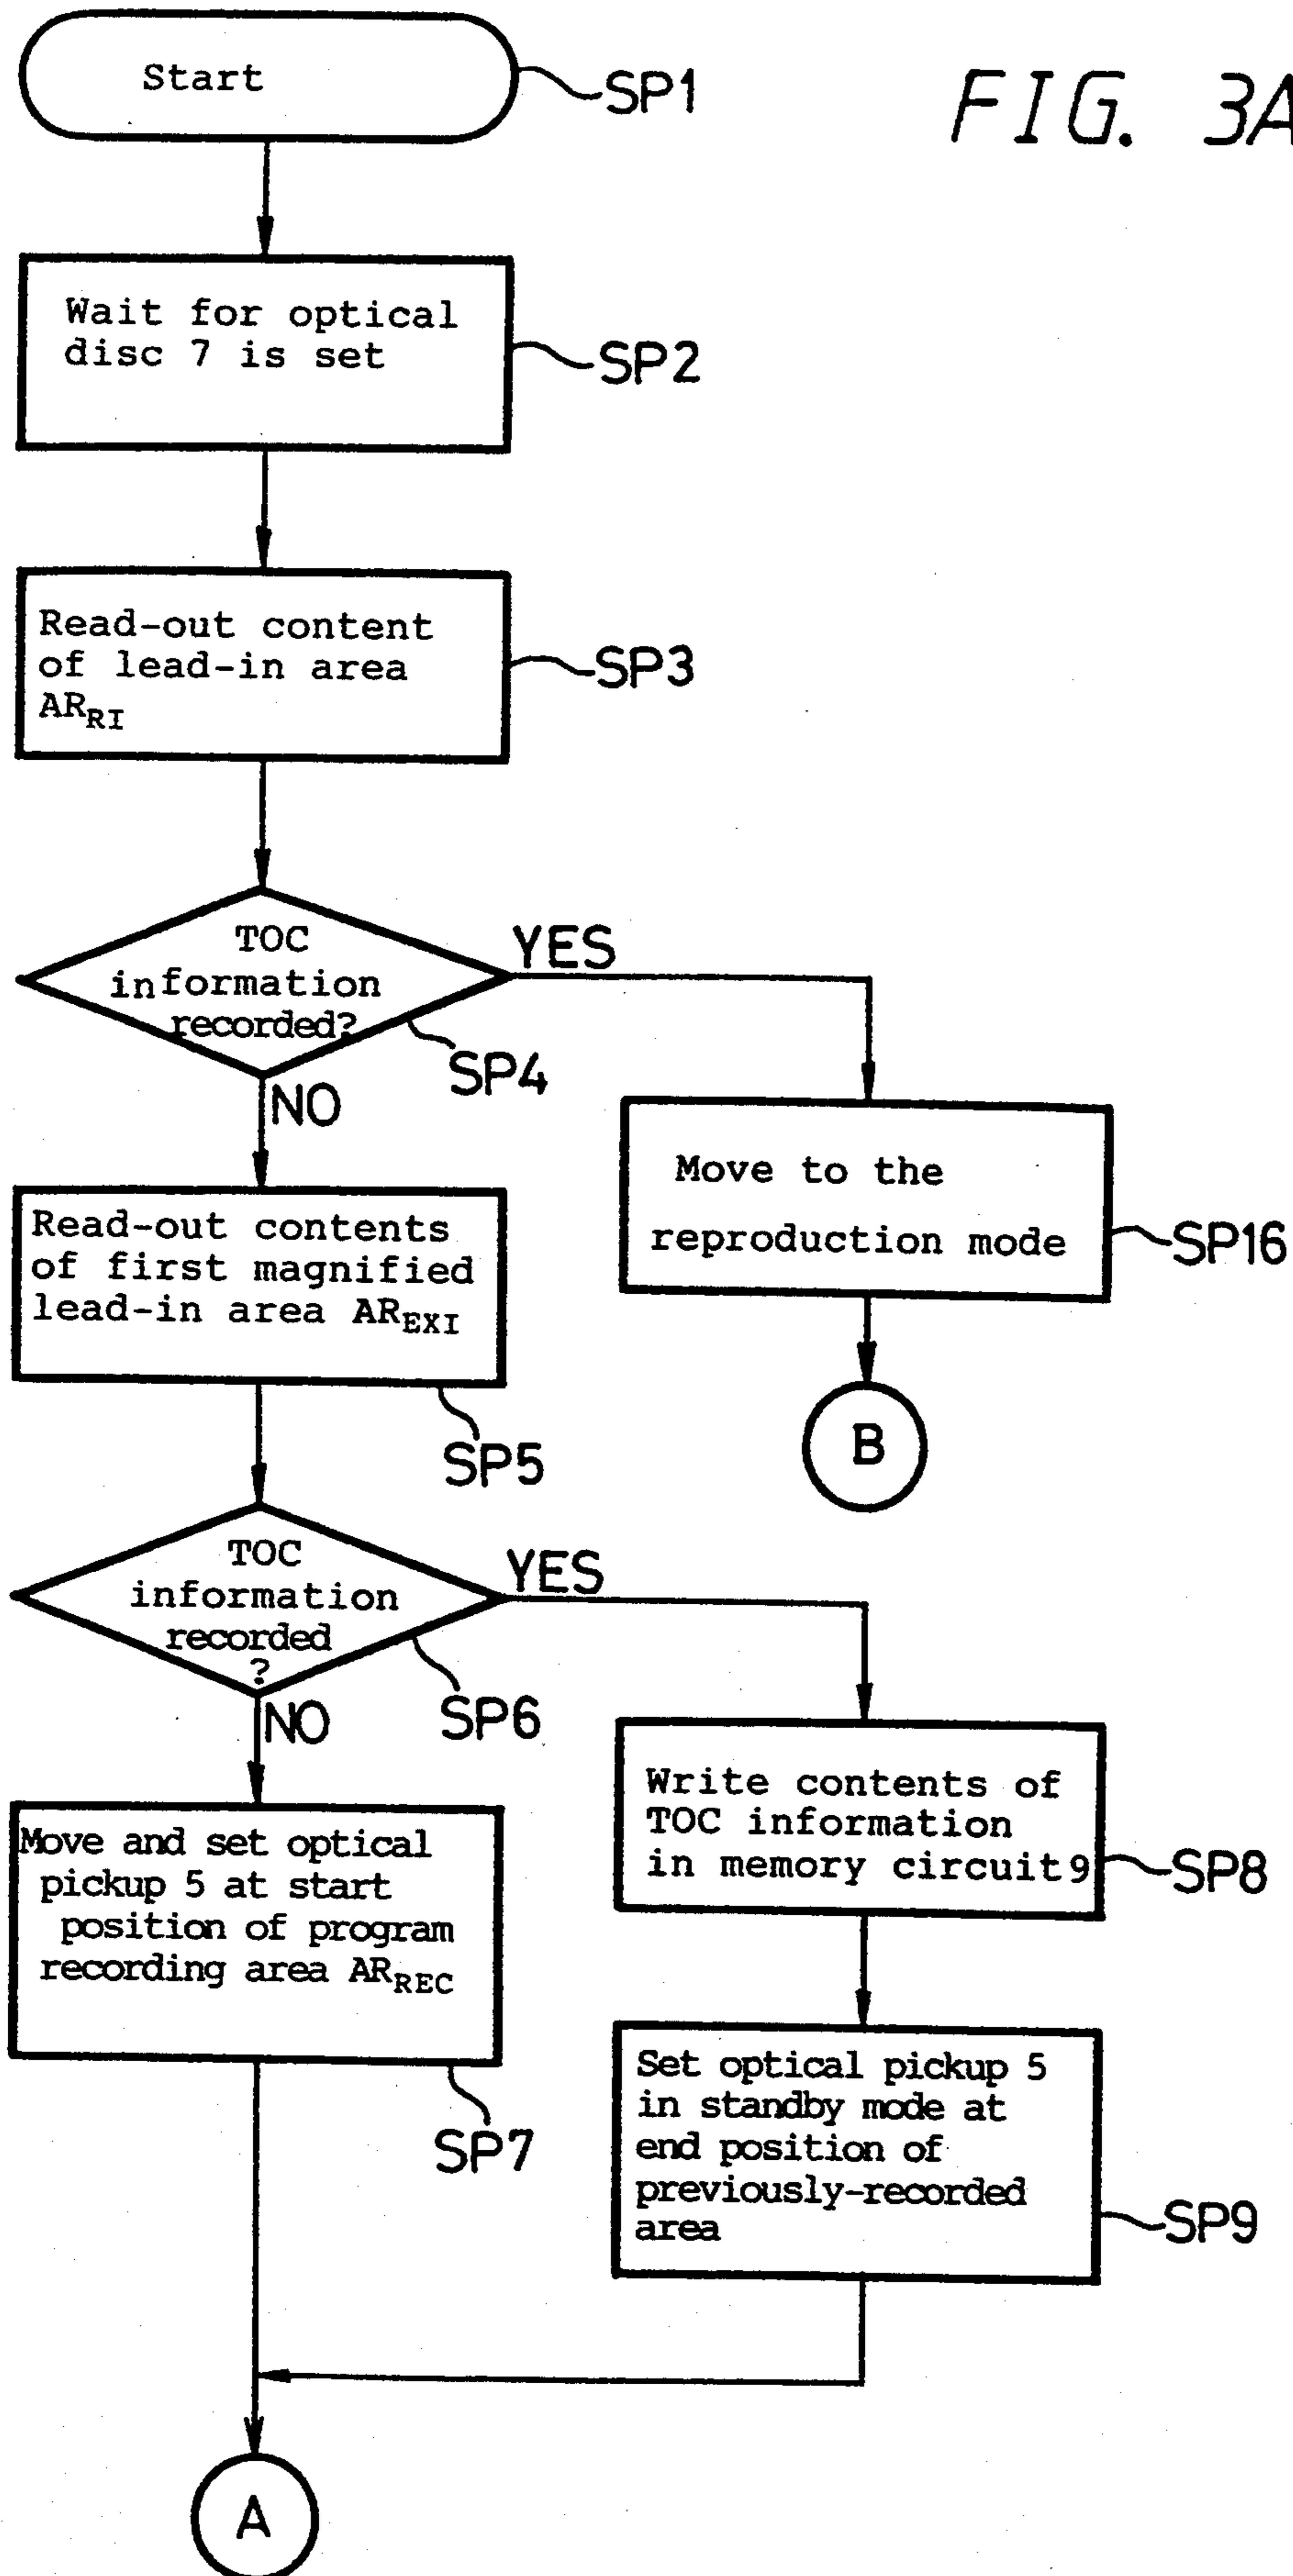 FIG. 3A
Start
SP1
Wait for optical
disc 7 is set
SP2
Read-out content
of lead-in area
AR_RI
SP3
TOC
information
recorded?
YES
SP4
NO
Move to the
reproduction mode
SP16
Read-out contents
of first magnified
lead-in area AR_EXI
SP5
B
TOC
information
recorded
?
YES
SP6
NO
Write contents of
TOC information
in memory circuit 9
SP8
Move and set optical
pickup 5 at start
position of program
recording area AR_REC
SP7
Set optical pickup 5
in standby mode at
end position of
previously-recorded
area
SP9
A